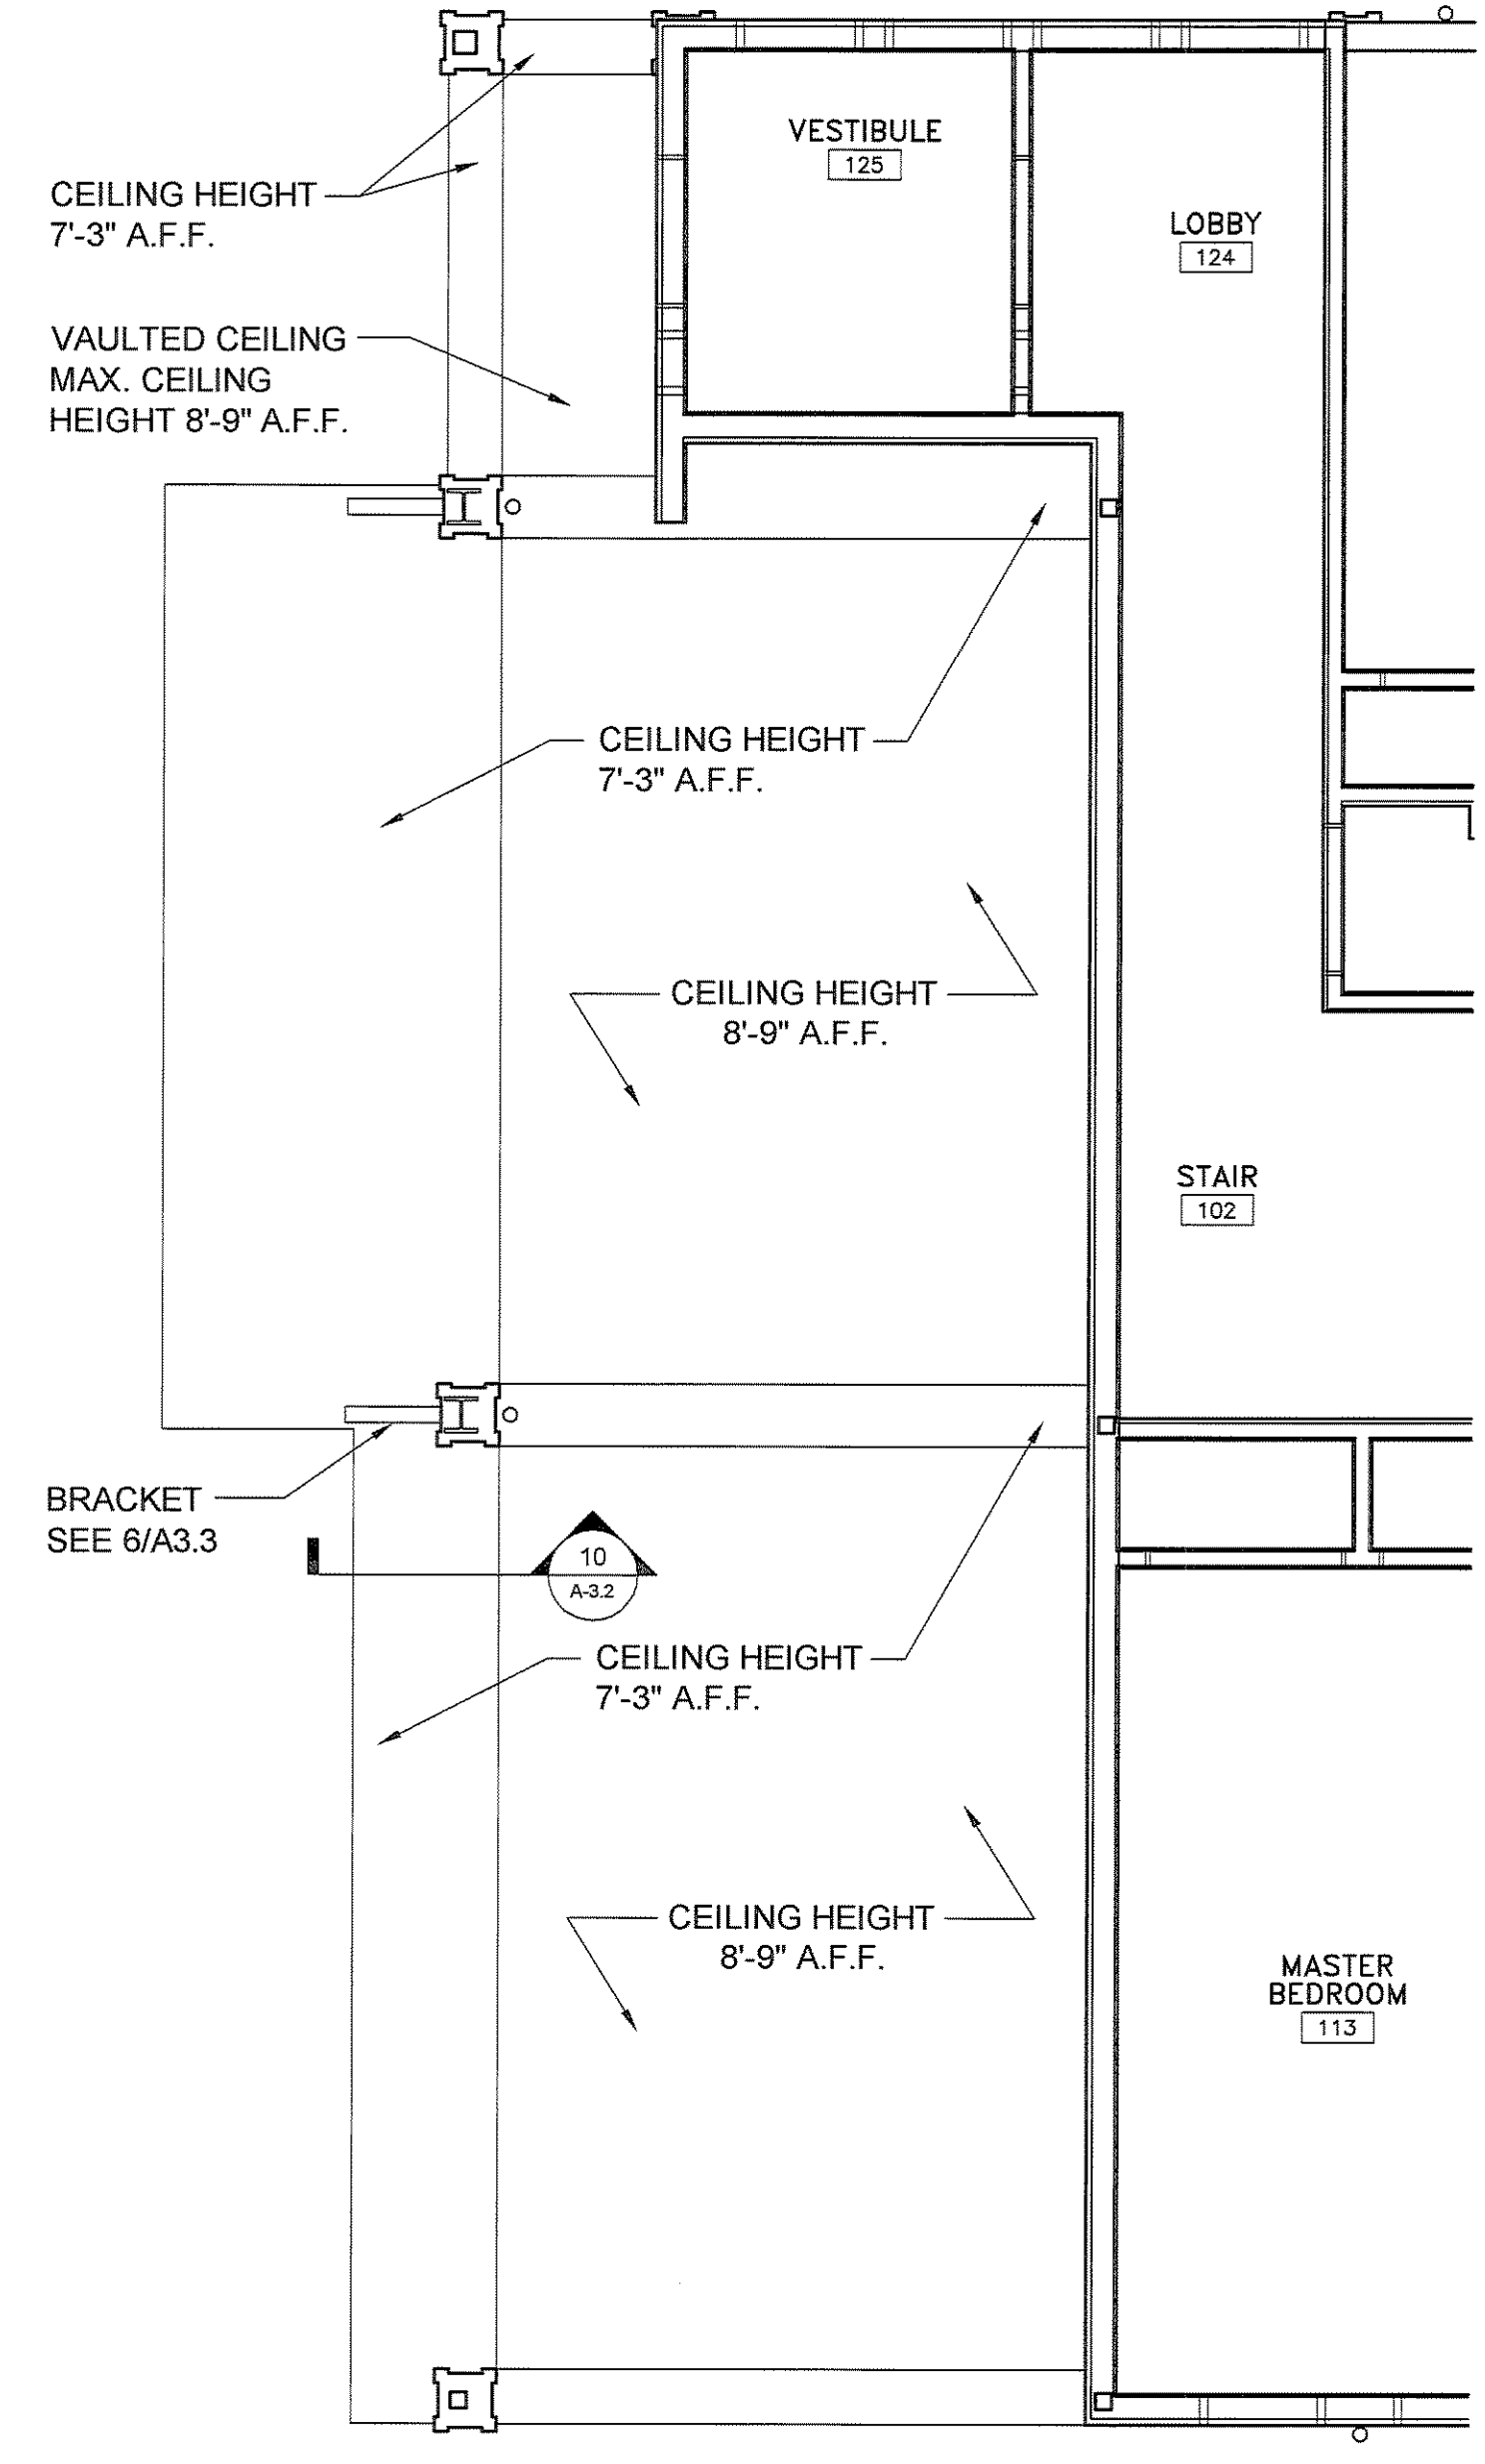 VESTIBULE
125
CEILING HEIGHT
7'-3" A.F.F.
LOBBY
124
VAULTED CEILING
MAX. CEILING
HEIGHT 8'-9" A.F.F.
CEILING HEIGHT
7'-3" A.F.F.
CEILING HEIGHT
8'-9" A.F.F.
STAIR
102
BRACKET
SEE 6/A3.3
10
A-3.2
CEILING HEIGHT
7'-3" A.F.F.
CEILING HEIGHT
8'-9" A.F.F.
MASTER
BEDROOM
113